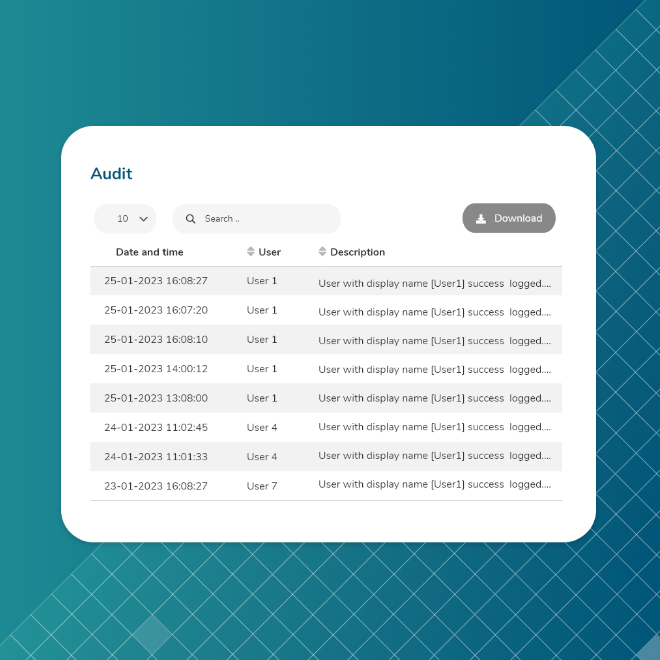 Audit
10 Search .. Download
Date and time User Description
25-01-2023 16:08:27 User 1 User with display name [User1] success logged....
25-01-2023 16:07:20 User 1 User with display name [User1] success logged....
25-01-2023 16:08:10 User 1 User with display name [User1] success logged....
25-01-2023 14:00:12 User 1 User with display name [User1] success logged....
25-01-2023 13:08:00 User 1 User with display name [User1] success logged....
24-01-2023 11:02:45 User 4 User with display name [User1] success logged....
24-01-2023 11:01:33 User 4 User with display name [User1] success logged....
23-01-2023 16:08:27 User 7 User with display name [User1] success logged....